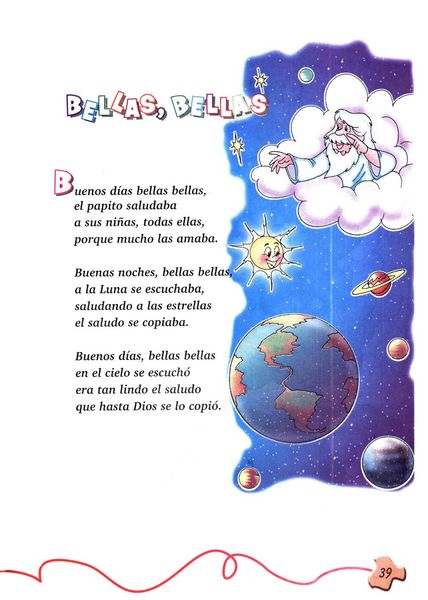 BELLAS, BELLAS
Buenos días bellas bellas,
el papito saludaba
a sus niñas, todas ellas,
porque mucho las amaba.
Buenas noches, bellas bellas,
a la Luna se escuchaba,
saludando a las estrellas
el saludo se copiaba.
Buenos días, bellas bellas
en el cielo se escuchó
era tan lindo el saludo
que hasta Dios se lo copió.
39